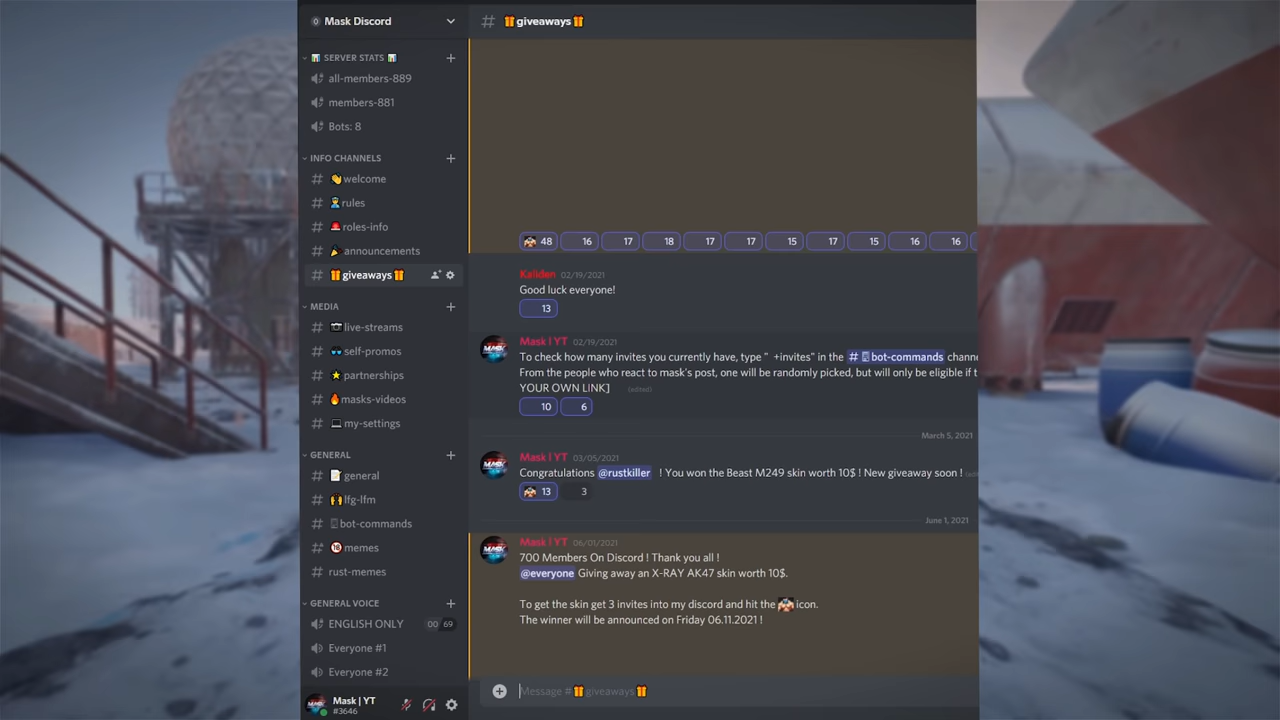 Mask Discord
SERVER STATS
all-members-889
members-881
Bots: 8
INFO CHANNELS
welcome
rules
roles-info
announcements
giveaways
MEDIA
live-streams
self-promos
partnerships
masks-videos
my-settings
GENERAL
general
lfg-lfm
bot-commands
memes
rust-memes
GENERAL VOICE
ENGLISH ONLY 00 69
Everyone #1
Everyone #2
Mask | YT
#3646
# giveaways
48 16 17 18 17 17 15 17 15 16 16
Kaliden 02/19/2021
Good luck everyone!
13
Mask | YT 02/19/2021
To check how many invites you currently have, type " +invites" in the # bot-commands channe
From the people who react to mask's post, one will be randomly picked, but will only be eligible if t
YOUR OWN LINK] (edited)
10 6
March 5, 2021
Mask | YT 03/05/2021
Congratulations @rustkiller ! You won the Beast M249 skin worth 10$ ! New giveaway soon !
13 3
June 1, 2021
Mask | YT 06/01/2021
700 Members On Discord ! Thank you all !
@everyone Giving away an X-RAY AK47 skin worth 10$.
To get the skin get 3 invites into my discord and hit the icon.
The winner will be announced on Friday 06.11.2021 !
Message # giveaways